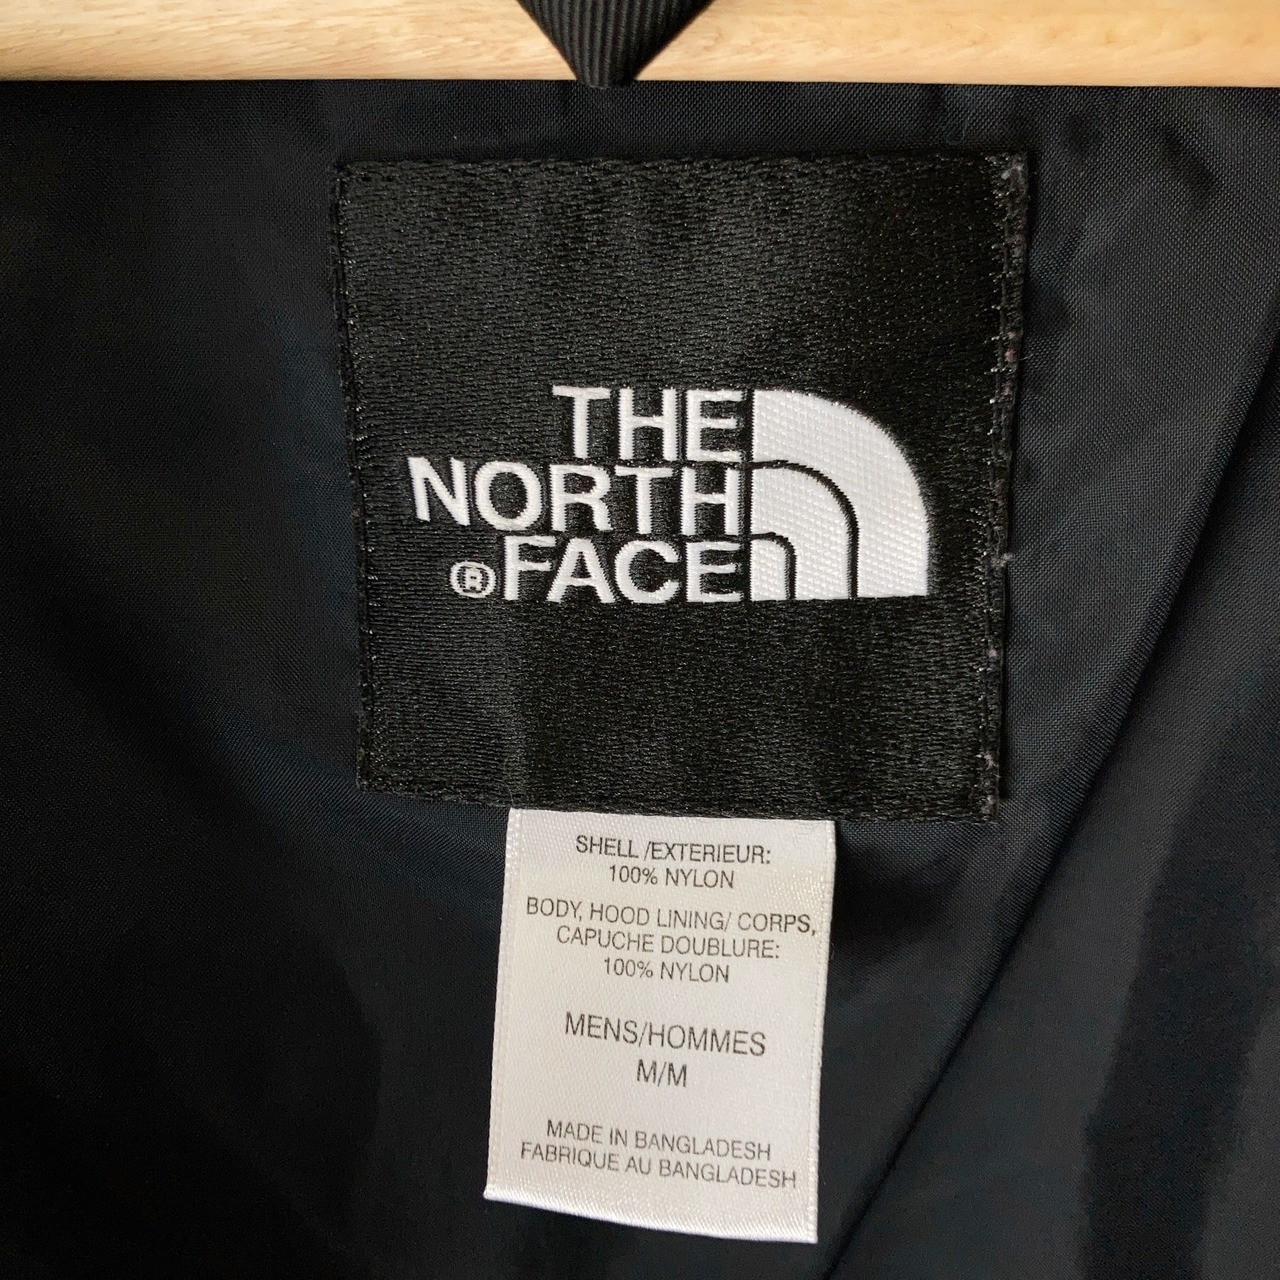 THE
NORTH
®FACE
SHELL /EXTERIEUR:
100% NYLON
BODY, HOOD LINING/ CORPS,
CAPUCHE DOUBLURE:
100% NYLON
MENS/HOMMES
M/M
MADE IN BANGLADESH
FABRIQUE AU BANGLADESH